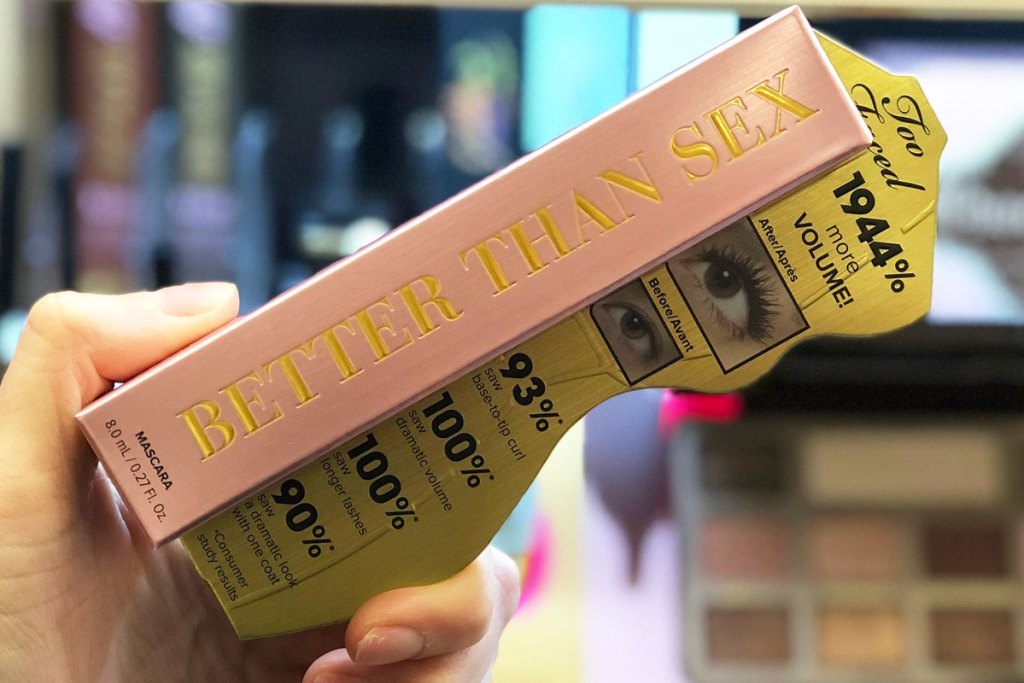 BETTER THAN SEX
MASCARA
8.0 mL / 0.27 Fl. Oz.
Too
Faced
1944%
more
VOLUME!
After/Après
Before/Avant
93%*
saw
base-to-tip curl
100%*
saw
dramatic volume
100%*
saw
longer lashes
90%*
saw
a dramatic look
with one coat
*Consumer
study results